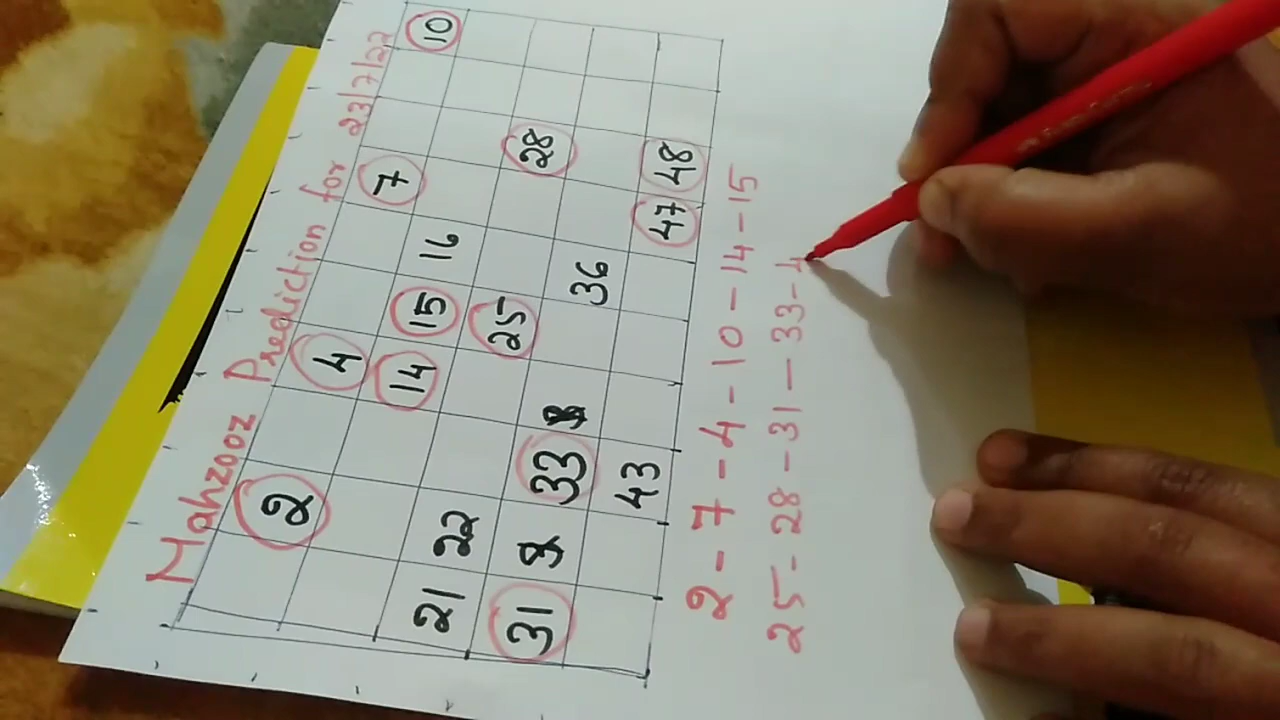 Mahzooz Prediction for 23/7/22
2 4 7 10
14 15 16
21 22 25 28
31 33 36
43 47 48
2-7-4-10-14-15
25-28-31-33-4